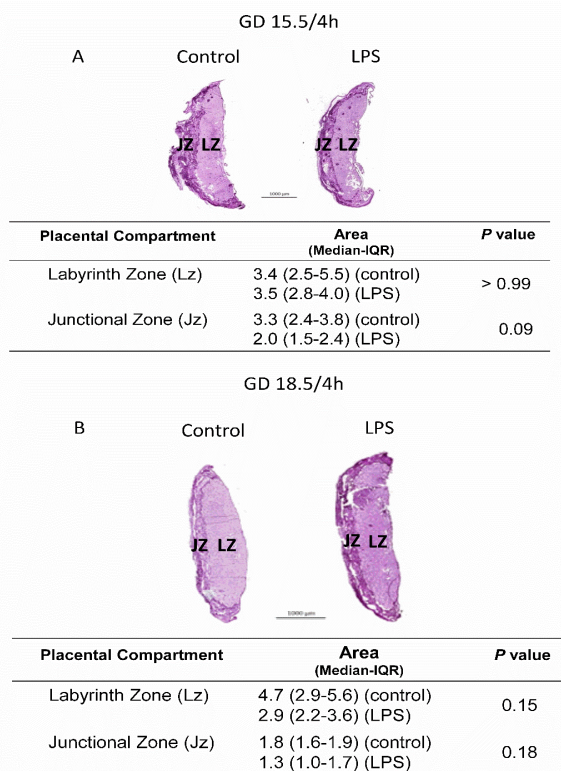 GD 15.5/4h
A
Control
LPS
JZ LZ
JZ LZ
1000 µm
Placental Compartment Area (Median-IQR) P value
Labyrinth Zone (Lz) 3.4 (2.5-5.5) (control)
3.5 (2.8-4.0) (LPS)
> 0.99
Junctional Zone (Jz) 3.3 (2.4-3.8) (control)
2.0 (1.5-2.4) (LPS)
0.09
GD 18.5/4h
B
Control
LPS
JZ LZ
JZ LZ
1000 µm
Placental Compartment Area (Median-IQR) P value
Labyrinth Zone (Lz) 4.7 (2.9-5.6) (control)
2.9 (2.2-3.6) (LPS)
0.15
Junctional Zone (Jz) 1.8 (1.6-1.9) (control)
1.3 (1.0-1.7) (LPS)
0.18